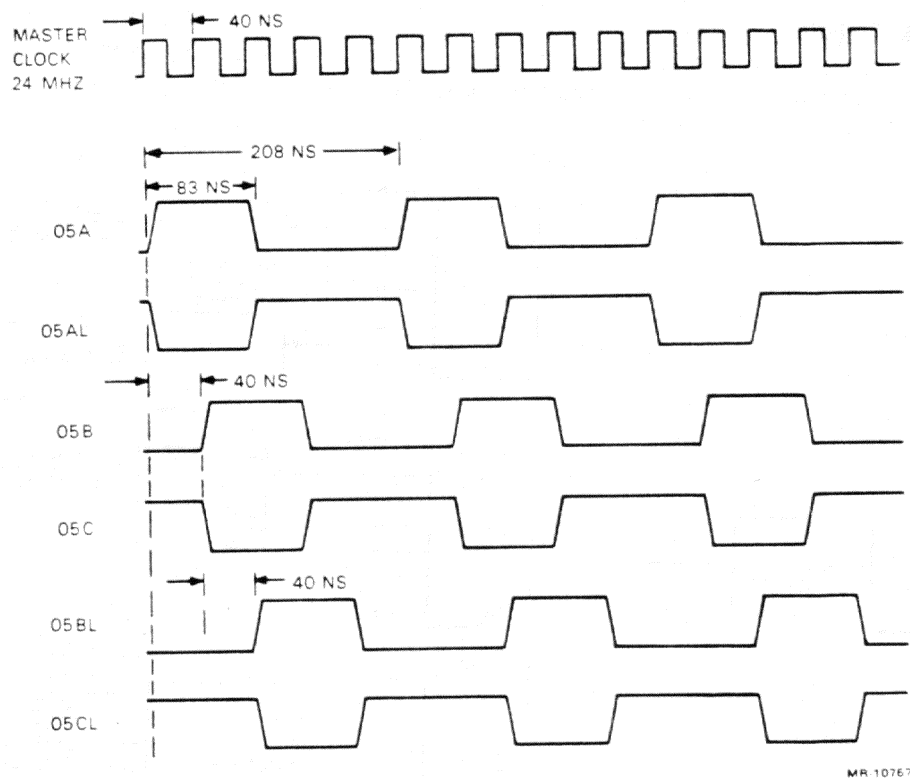 40 NS
MASTER
CLOCK
24 MHZ
208 NS
83 NS
05A
05AL
40 NS
05B
05C
40 NS
05BL
05CL
MR-10767